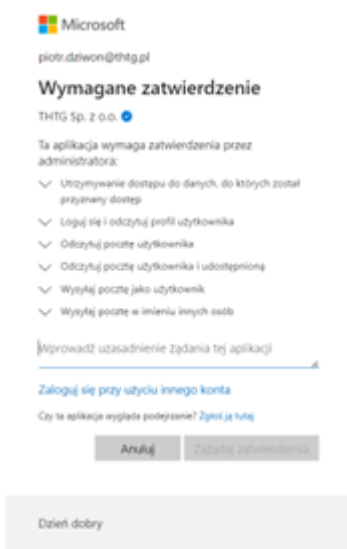 Microsoft
piotr.dziwon@thtg.pl
Wymagane zatwierdzenie
THTG Sp. z o.o.
Ta aplikacja wymaga zatwierdzenia przez
administratora:
Utrzymywanie dostępu do danych, do których został
przyznany dostęp
Loguj się i odczytuj profil użytkownika
Odczytuj pocztę użytkownika
Odczytuj pocztę użytkownika i udostępnioną
Wysyłaj pocztę jako użytkownik
Wysyłaj pocztę w imieniu innych osób
Wprowadź uzasadnienie żądania tej aplikacji
Zaloguj się przy użyciu innego konta
Czy ta aplikacja wygląda podejrzanie? Zgłoś ją tutaj
Anuluj Zażądaj zatwierdzenia
Dzień dobry